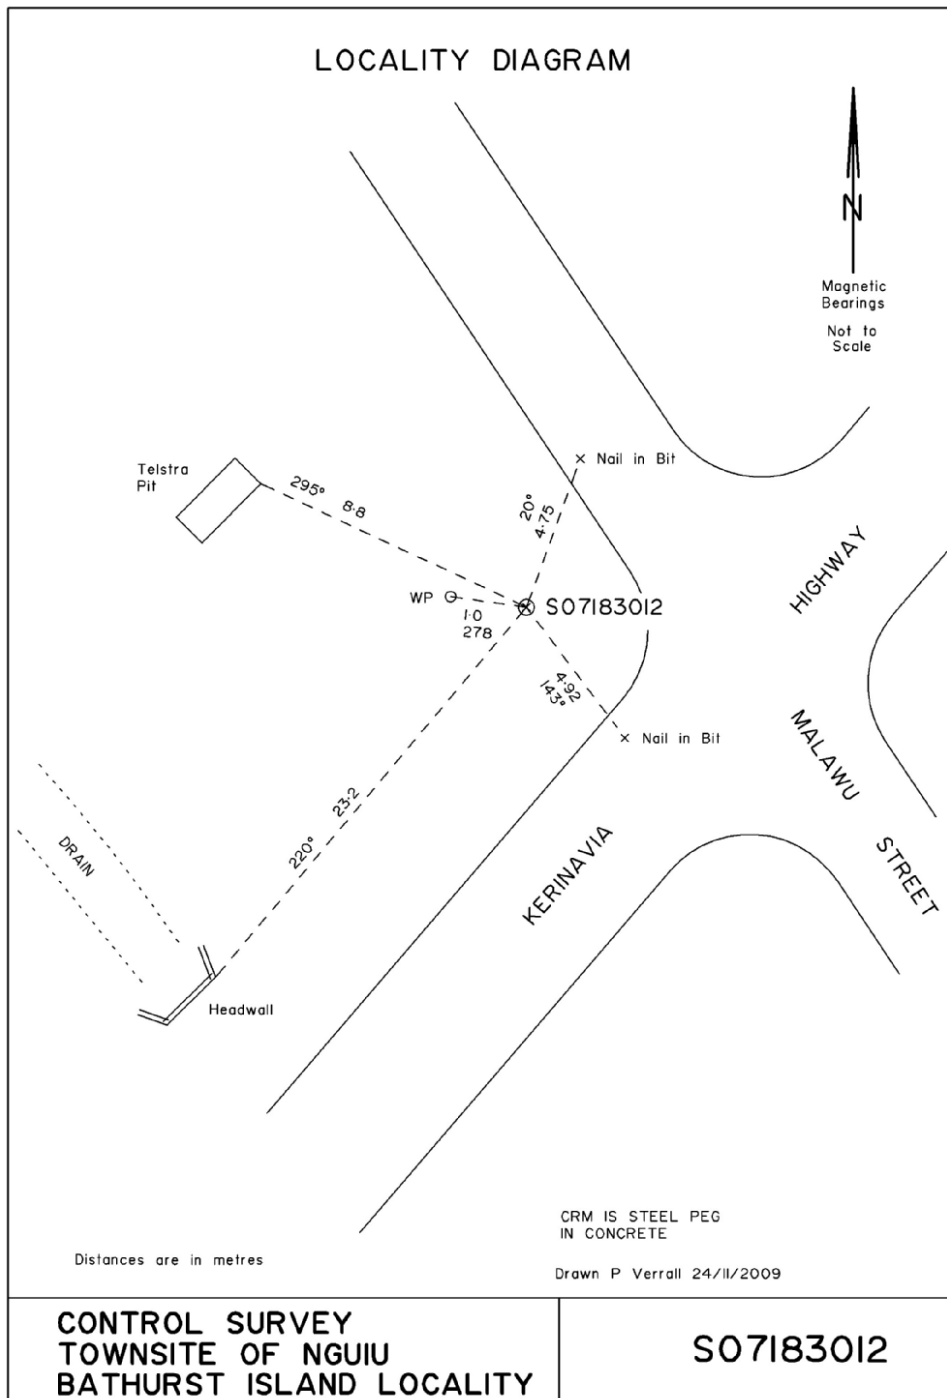 LOCALITY DIAGRAM
N
Magnetic
Bearings
Not to
Scale
Telstra
Pit
295° 8·8
Nail in Bit
20°
4·75
WP
1·0
278
S07183012
HIGHWAY
4·92
143°
Nail in Bit
MALAWU
STREET
KERINAVIA
23·2
220°
DRAIN
Headwall
CRM IS STEEL PEG
IN CONCRETE
Distances are in metres
Drawn P Verrall 24/11/2009
CONTROL SURVEY
TOWNSITE OF NGUIU
BATHURST ISLAND LOCALITY
S07183012